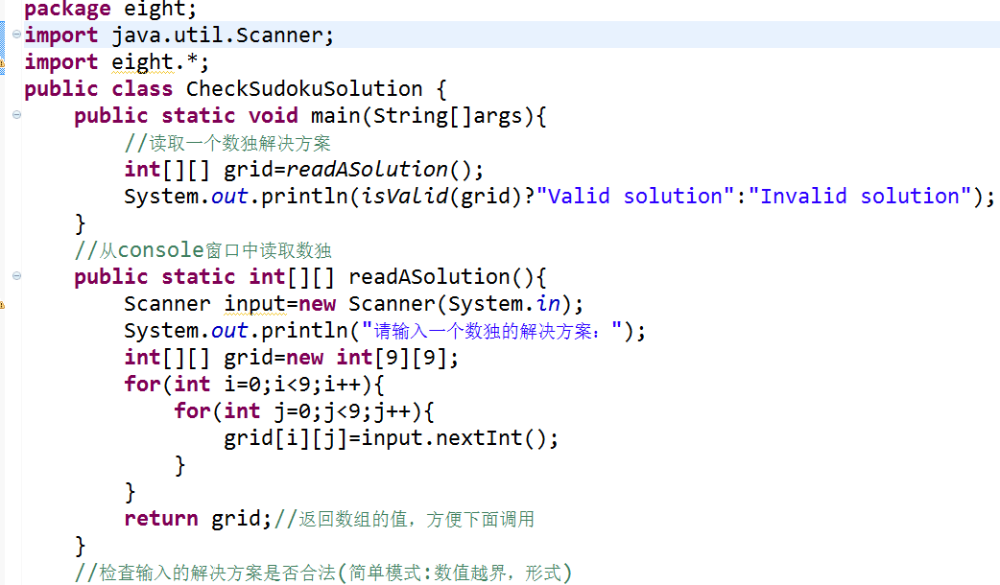 package eight;
import java.util.Scanner;
import eight.*;
public class CheckSudokuSolution {
    public static void main(String[]args){
        //读取一个数独解决方案
        int[][] grid=readASolution();
        System.out.println(isValid(grid)?"Valid solution":"Invalid solution");
    }
    //从console窗口中读取数独
    public static int[][] readASolution(){
        Scanner input=new Scanner(System.in);
        System.out.println("请输入一个数独的解决方案：");
        int[][] grid=new int[9][9];
        for(int i=0;i<9;i++){
            for(int j=0;j<9;j++){
                grid[i][j]=input.nextInt();
            }
        }
        return grid;//返回数组的值，方便下面调用
    }
    //检查输入的解决方案是否合法(简单模式:数值越界，形式)